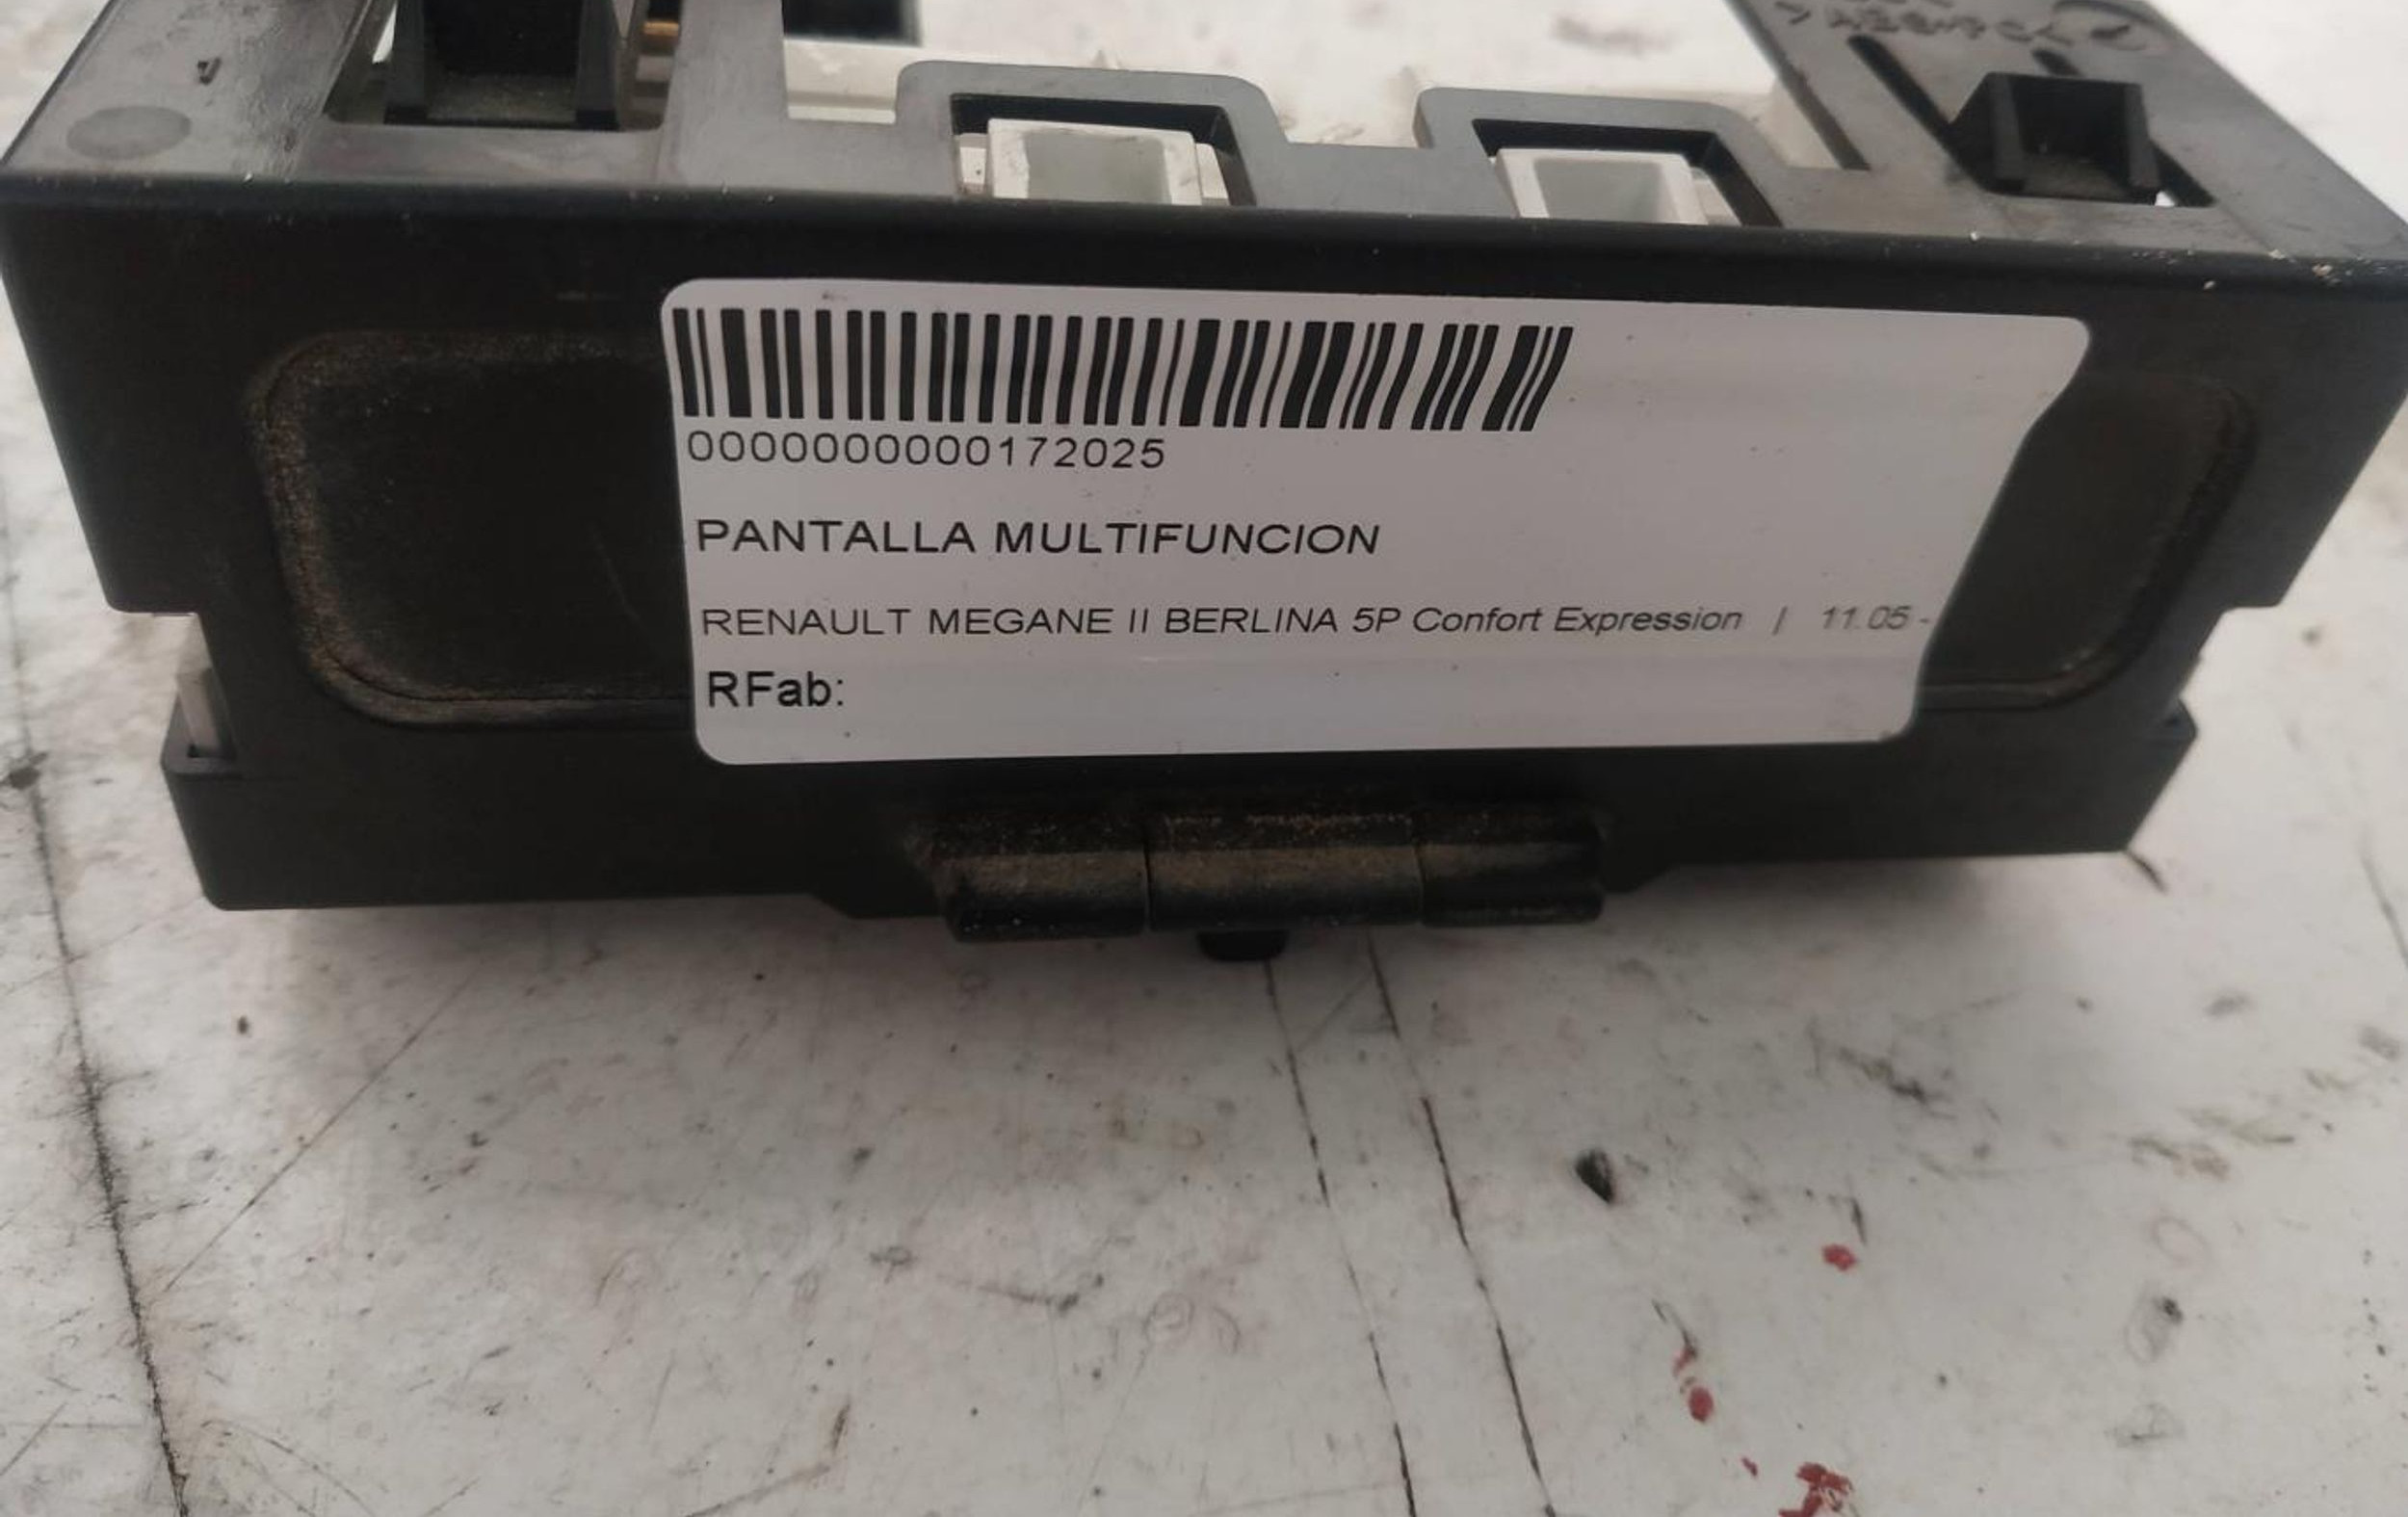 0000000000172025
PANTALLA MULTIFUNCION
RENAULT MEGANE II BERLINA 5P Confort Expression | 11.05 -
RFab: